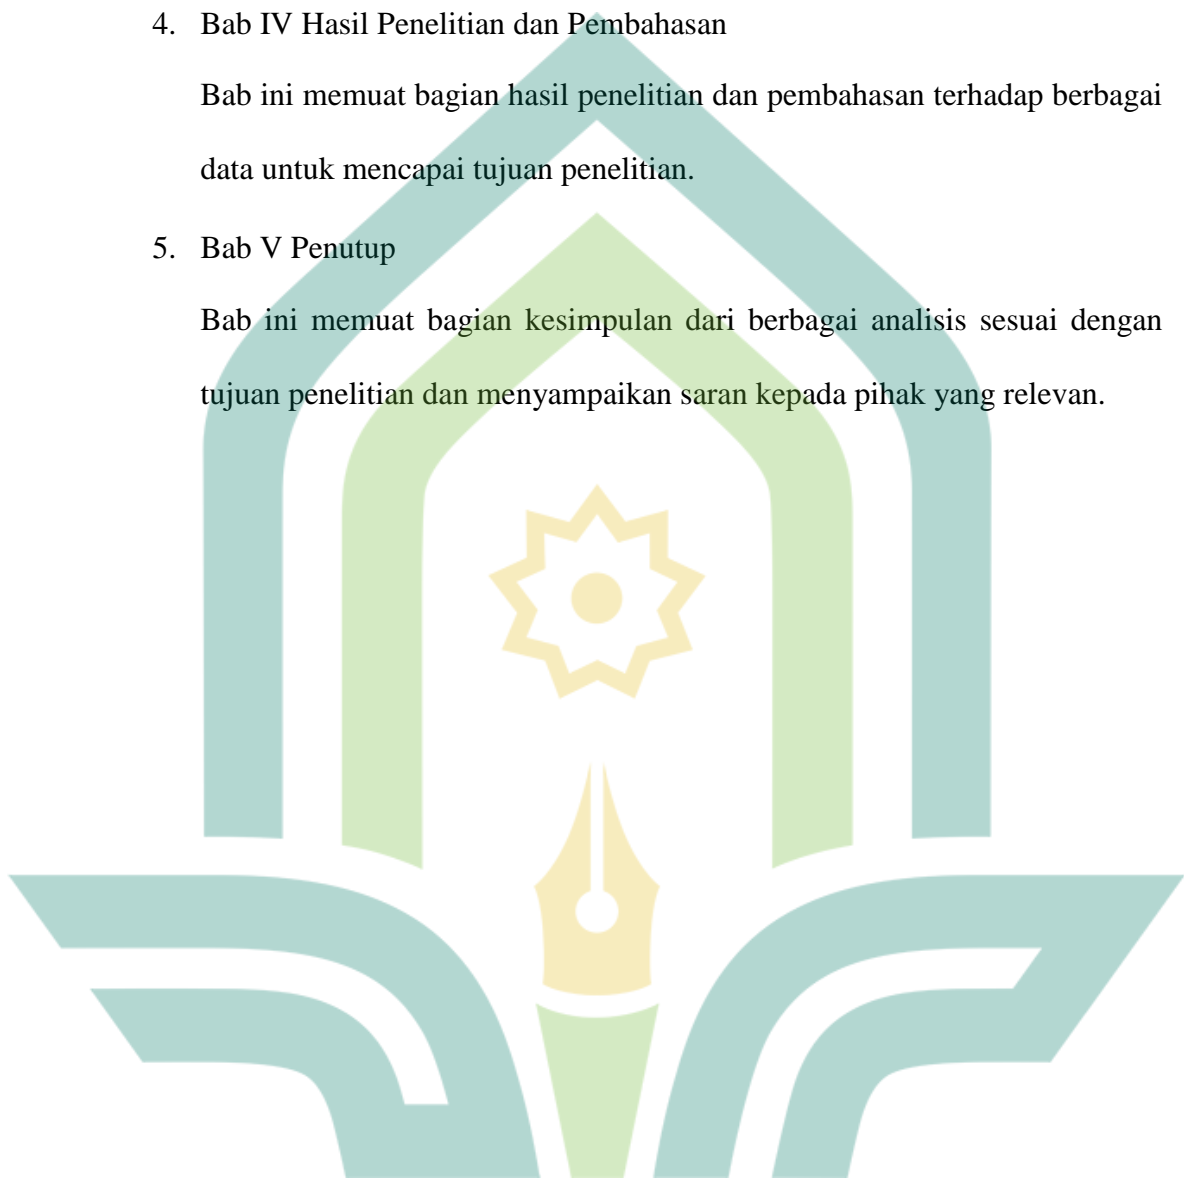 4. Bab IV Hasil Penelitian dan Pembahasan
Bab ini memuat bagian hasil penelitian dan pembahasan terhadap berbagai
data untuk mencapai tujuan penelitian.
5. Bab V Penutup
Bab ini memuat bagian kesimpulan dari berbagai analisis sesuai dengan
tujuan penelitian dan menyampaikan saran kepada pihak yang relevan.